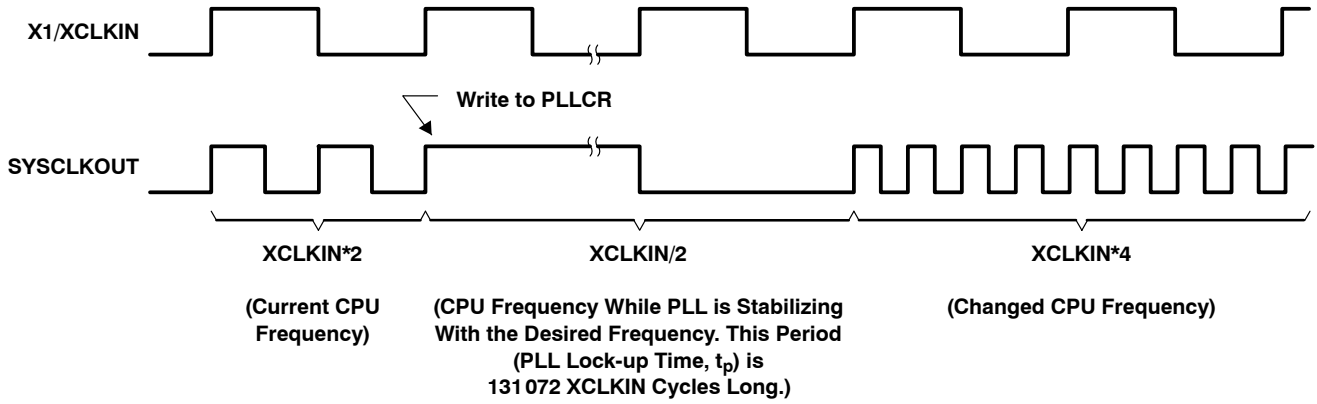 X1/XCLKIN
Write to PLLCR
SYSCLKOUT
XCLKIN*2
XCLKIN/2
XCLKIN*4
(Current CPU
Frequency)
(CPU Frequency While PLL is Stabilizing
With the Desired Frequency. This Period
(PLL Lock-up Time, tp) is
131 072 XCLKIN Cycles Long.)
(Changed CPU Frequency)